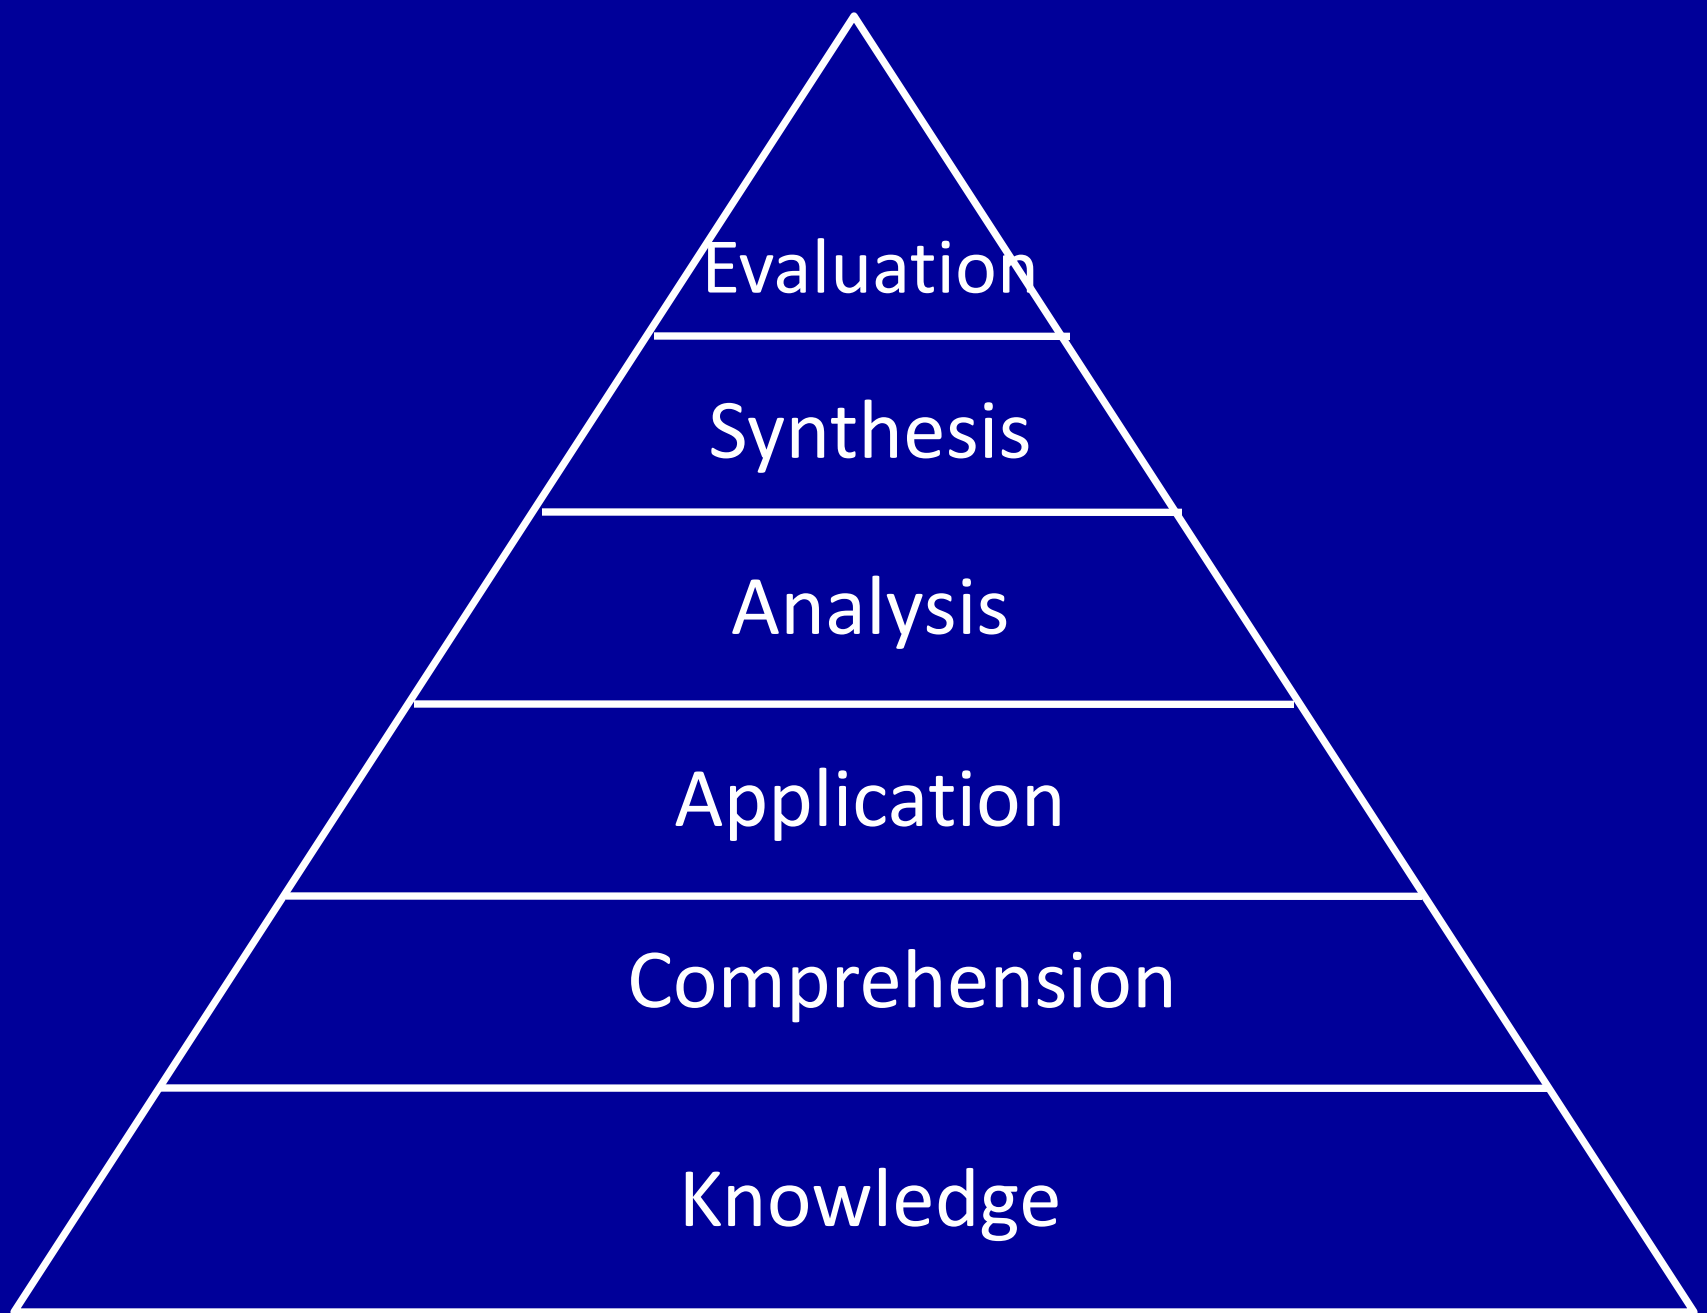 Evaluation
Synthesis
Analysis
Application
Comprehension
Knowledge